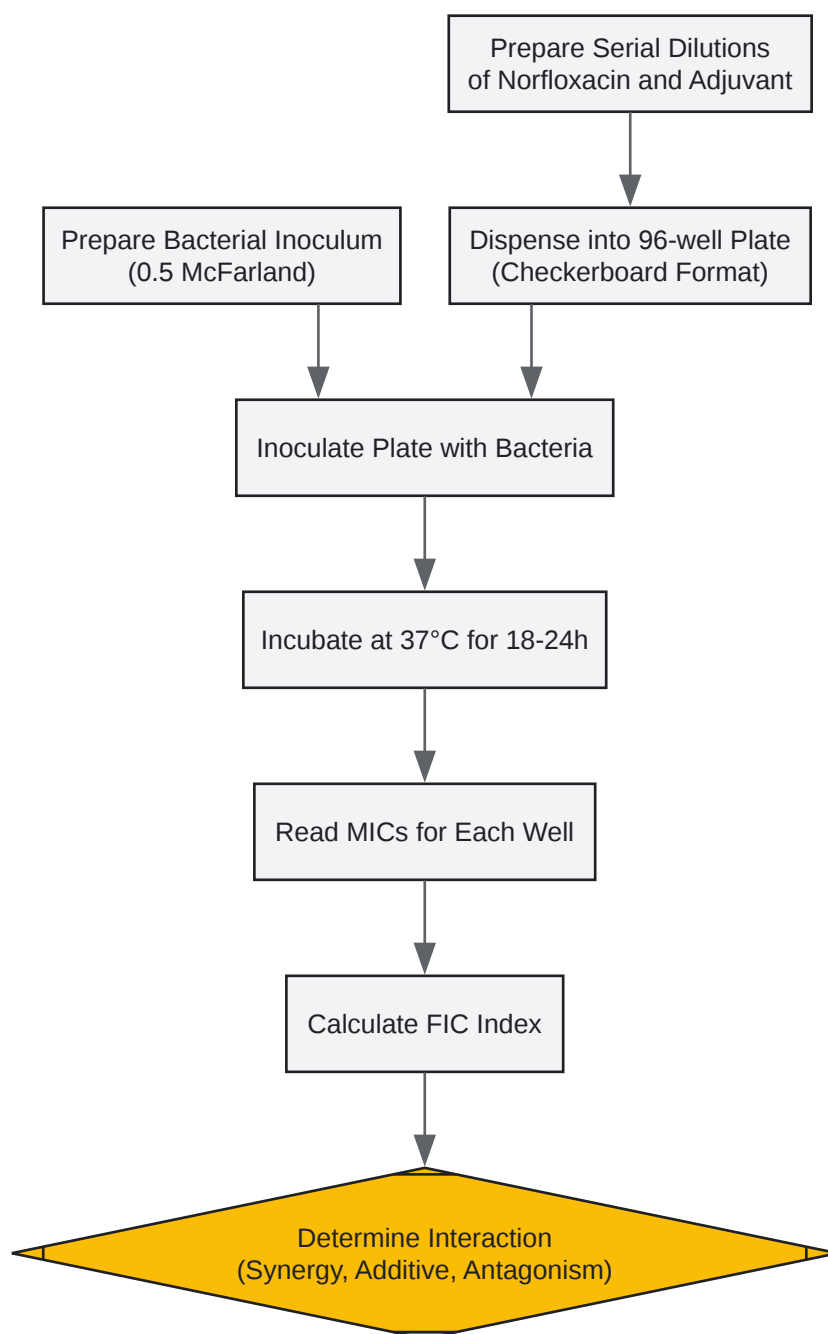 Prepare Serial Dilutions
of Norfloxacin and Adjuvant
Prepare Bacterial Inoculum
(0.5 McFarland)
Dispense into 96-well Plate
(Checkerboard Format)
Inoculate Plate with Bacteria
Incubate at 37°C for 18-24h
Read MICs for Each Well
Calculate FIC Index
Determine Interaction
(Synergy, Additive, Antagonism)